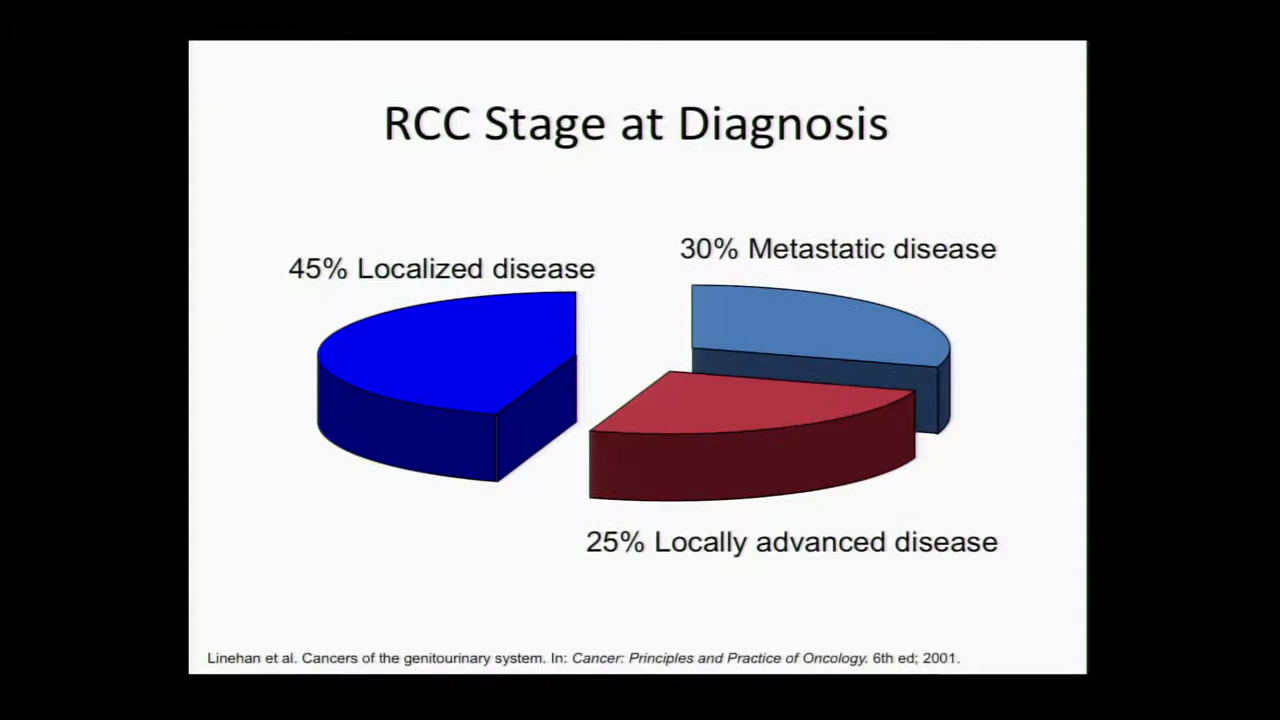 RCC Stage at Diagnosis
45% Localized disease
30% Metastatic disease
25% Locally advanced disease
Linehan et al. Cancers of the genitourinary system. In: Cancer: Principles and Practice of Oncology. 6th ed; 2001.